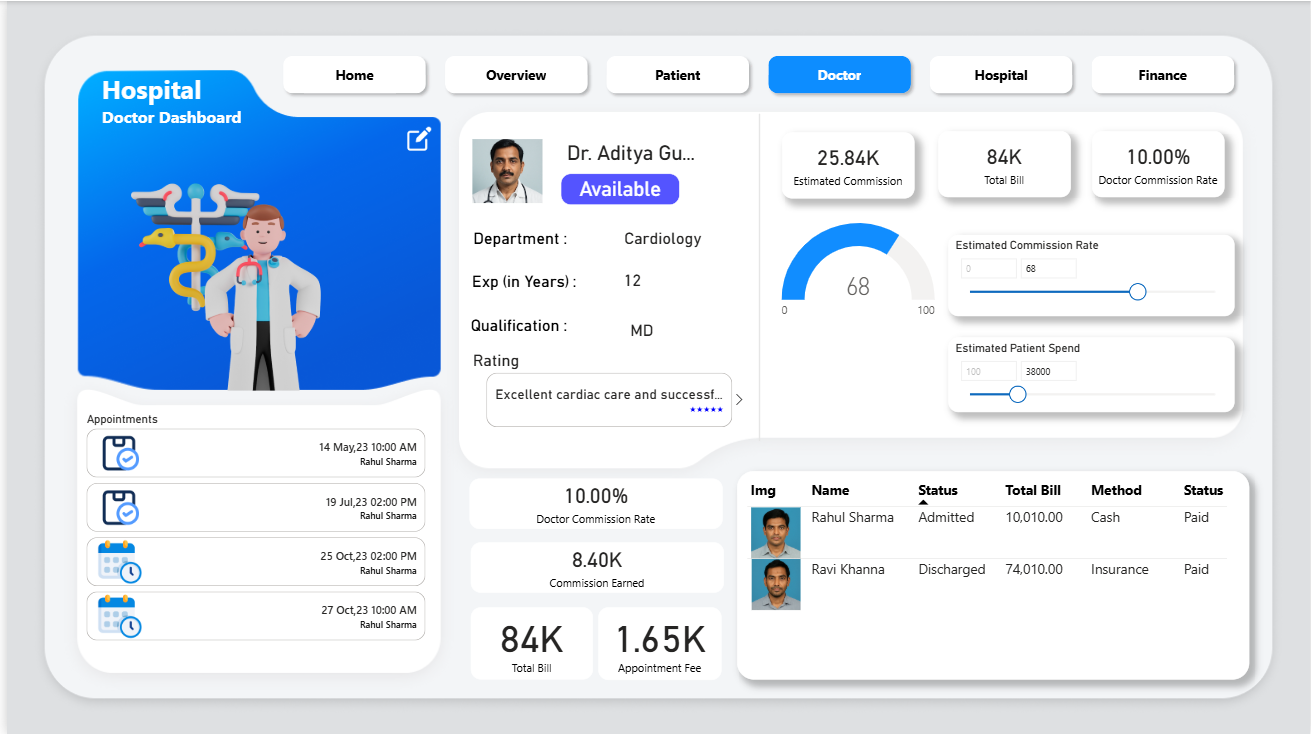 Hospital
Doctor Dashboard
Home
Overview
Patient
Doctor
Hospital
Finance
Dr. Aditya Gu...
Available
Department :
Cardiology
Exp (in Years) :
12
Qualification :
MD
Rating
Excellent cardiac care and successf...
★★★★★
25.84K
Estimated Commission
84K
Total Bill
10.00%
Doctor Commission Rate
68
0
100
Estimated Commission Rate
0
68
Estimated Patient Spend
100
38000
Appointments
14 May,23 10:00 AM
Rahul Sharma
19 Jul,23 02:00 PM
Rahul Sharma
25 Oct,23 02:00 PM
Rahul Sharma
27 Oct,23 10:00 AM
Rahul Sharma
10.00%
Doctor Commission Rate
8.40K
Commission Earned
84K
Total Bill
1.65K
Appointment Fee
Img Name Status Total Bill Method Status
Rahul Sharma Admitted 10,010.00 Cash Paid
Ravi Khanna Discharged 74,010.00 Insurance Paid